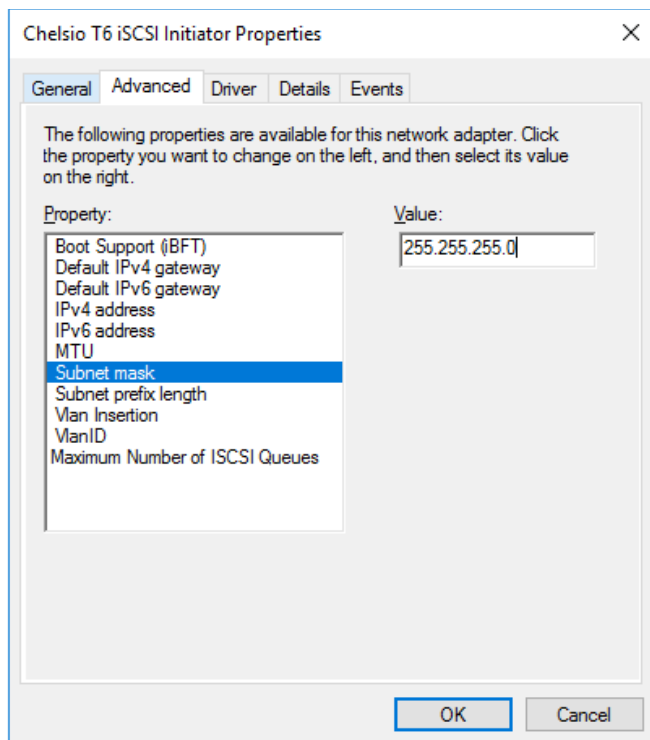 Chelsio T6 iSCSI Initiator Properties
General Advanced Driver Details Events
The following properties are available for this network adapter. Click
the property you want to change on the left, and then select its value
on the right.
Property: Value:
Boot Support (iBFT) 255.255.255.0
Default IPv4 gateway
Default IPv6 gateway
IPv4 address
IPv6 address
MTU
Subnet mask
Subnet prefix length
Vlan Insertion
VlanID
Maximum Number of ISCSI Queues
OK Cancel